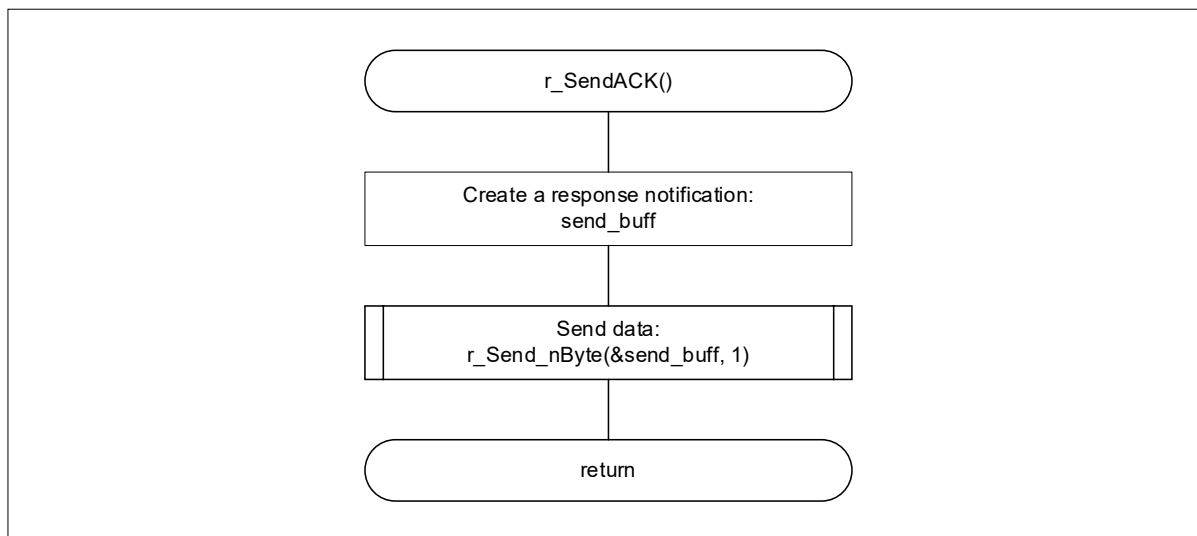 r_SendACK()
Create a response notification:
send_buff
Send data:
r_Send_nByte(&send_buff, 1)
return